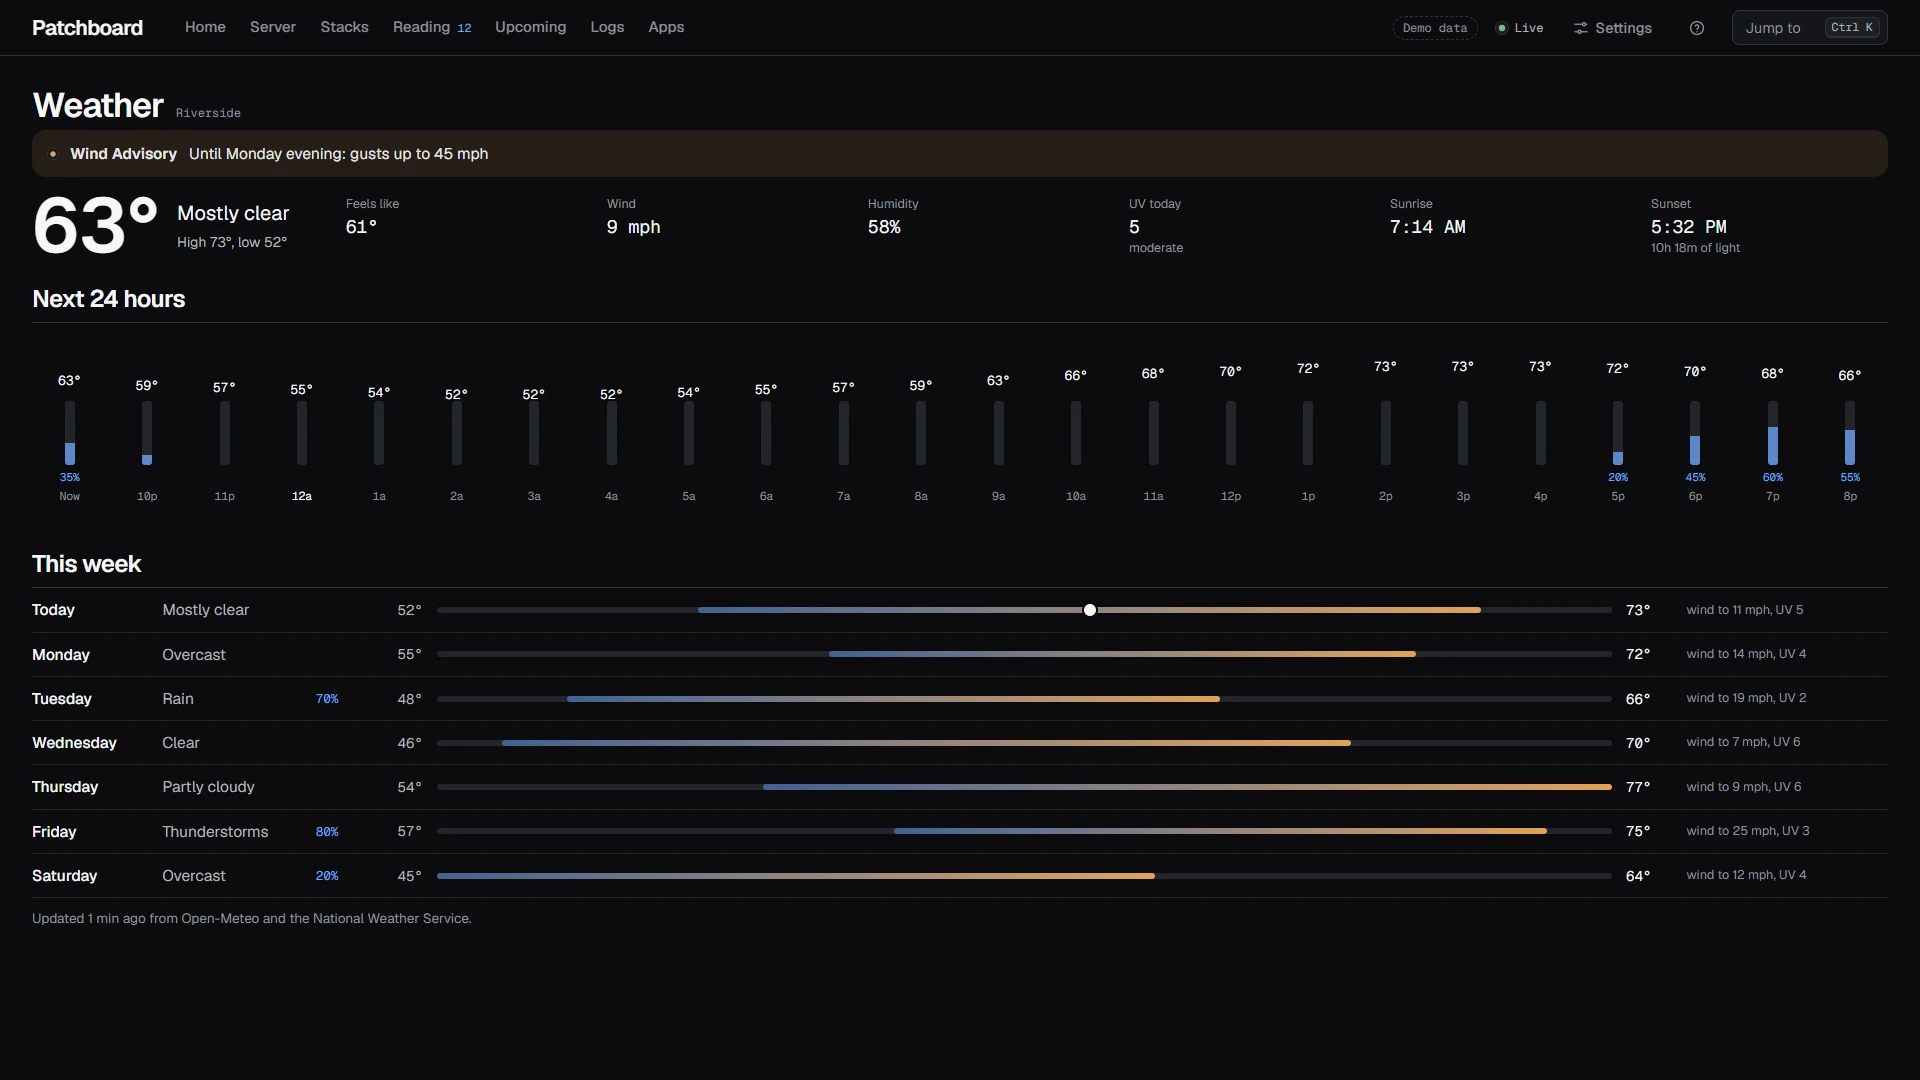 Patchboard Home Server Stacks Reading 12 Upcoming Logs Apps Demo data Live Settings Jump to Ctrl K
Weather Riverside
Wind Advisory Until Monday evening: gusts up to 45 mph
63° Mostly clear
High 73°, low 52°
Feels like
61°
Wind
9 mph
Humidity
58%
UV today
5
moderate
Sunrise
7:14 AM
Sunset
5:32 PM
10h 18m of light
Next 24 hours
63° 59° 57° 55° 54° 52° 52° 52° 54° 55° 57° 59° 63° 66° 68° 70° 72° 73° 73° 73° 72° 70° 68° 66°
35% 20% 45% 60% 55%
Now 10p 11p 12a 1a 2a 3a 4a 5a 6a 7a 8a 9a 10a 11a 12p 1p 2p 3p 4p 5p 6p 7p 8p
This week
Today Mostly clear 52° 73° wind to 11 mph, UV 5
Monday Overcast 55° 72° wind to 14 mph, UV 4
Tuesday Rain 70% 48° 66° wind to 19 mph, UV 2
Wednesday Clear 46° 70° wind to 7 mph, UV 6
Thursday Partly cloudy 54° 77° wind to 9 mph, UV 6
Friday Thunderstorms 80% 57° 75° wind to 25 mph, UV 3
Saturday Overcast 20% 45° 64° wind to 12 mph, UV 4
Updated 1 min ago from Open-Meteo and the National Weather Service.